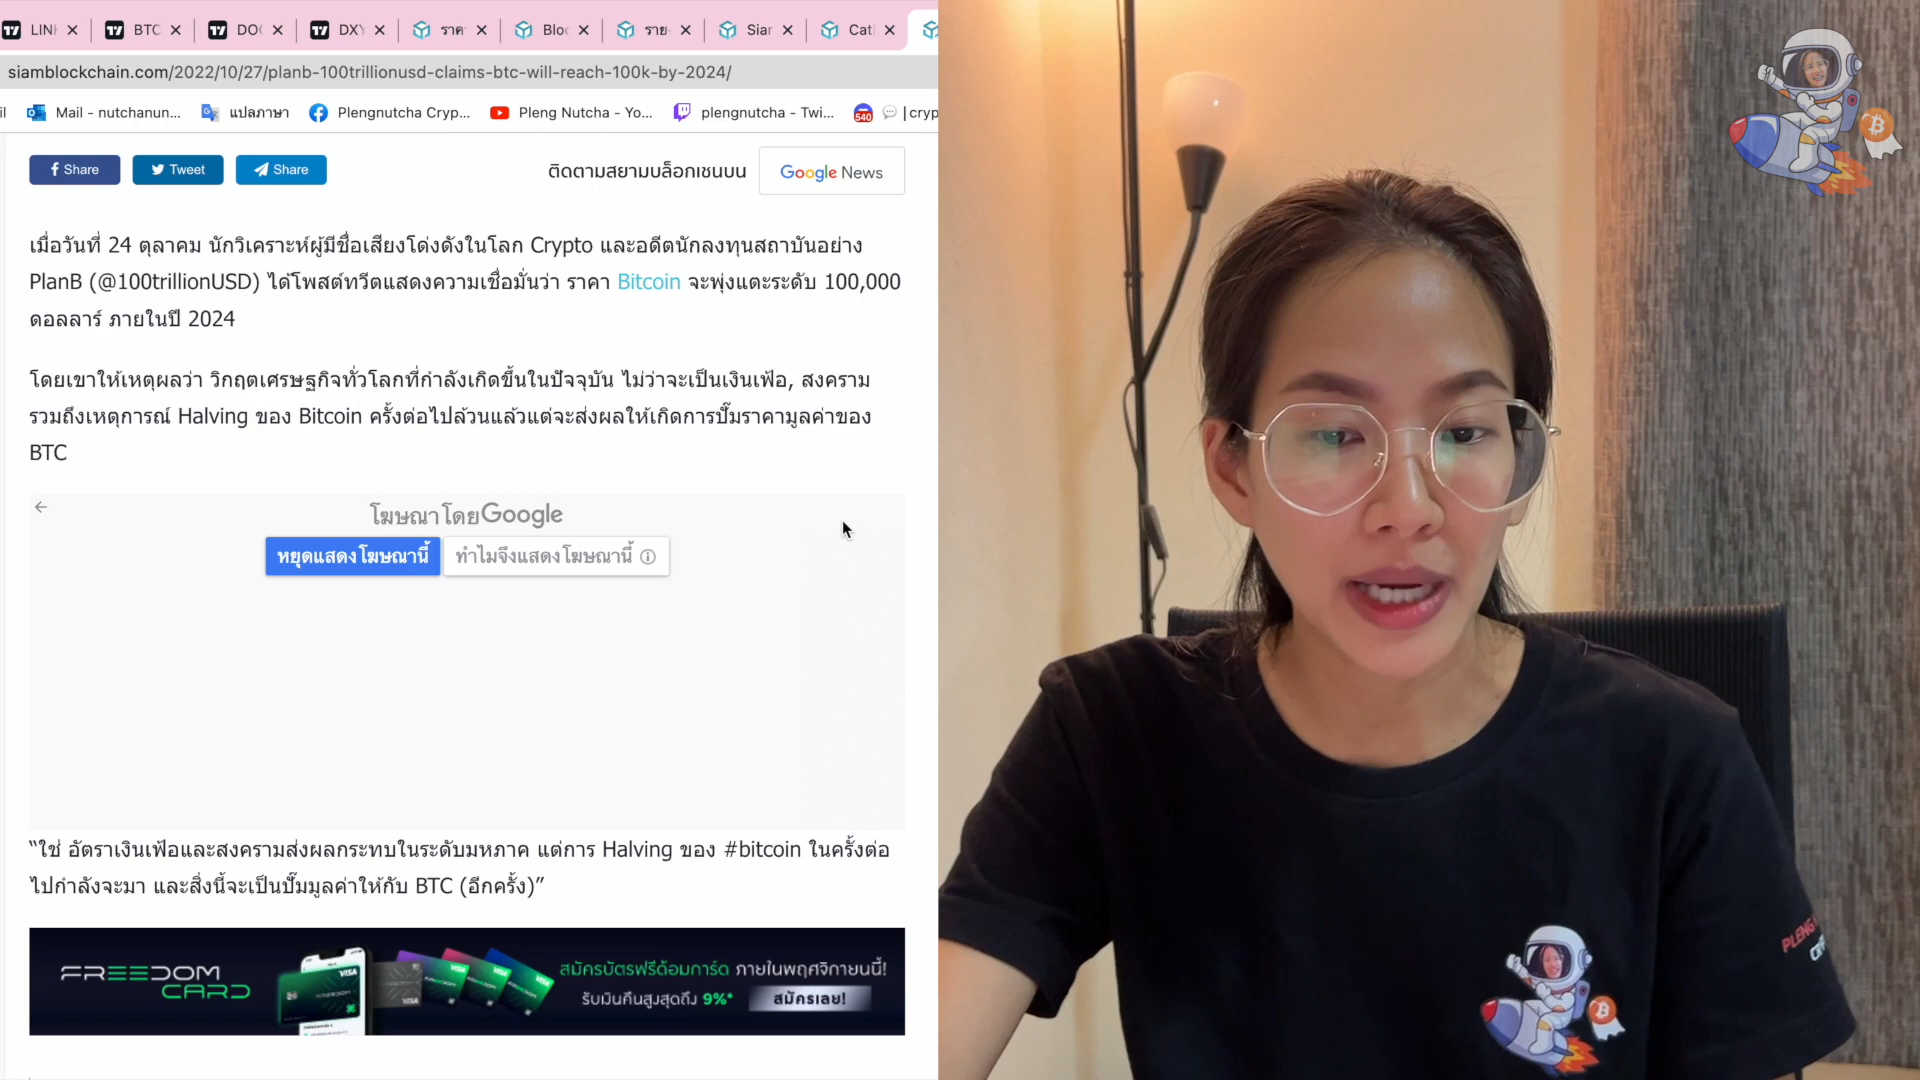 LIN
BTC
DO
DX
ราค
Blo
ราย
Siar
Cat
siamblockchain.com/2022/10/27/planb-100trillionusd-claims-btc-will-reach-100k-by-2024/
Mail - nutchanun...
แปลภาษา
Plengnutcha Cryp...
Pleng Nutcha - Yo...
plengnutcha - Twi...
540
|cryp
Share
Tweet
Share
ติดตามสยามบล็อกเชนบน
Google News
เมื่อวันที่ 24 ตุลาคม นักวิเคราะห์ผู้มีชื่อเสียงโด่งดังในโลก Crypto และอดีตนักลงทุนสถาบันอย่าง
PlanB (@100trillionUSD) ได้โพสต์ทวีตแสดงความเชื่อมั่นว่า ราคา Bitcoin จะพุ่งแตะระดับ 100,000
ดอลลาร์ ภายในปี 2024
โดยเขาให้เหตุผลว่า วิกฤตเศรษฐกิจทั่วโลกที่กำลังเกิดขึ้นในปัจจุบัน ไม่ว่าจะเป็นเงินเฟ้อ, สงคราม
รวมถึงเหตุการณ์ Halving ของ Bitcoin ครั้งต่อไปล้วนแล้วแต่จะส่งผลให้เกิดการปั๊มราคามูลค่าของ
BTC
โฆษณาโดยGoogle
หยุดแสดงโฆษณานี้
ทำไมจึงแสดงโฆษณานี้
“ใช่ อัตราเงินเฟ้อและสงครามส่งผลกระทบในระดับมหภาค แต่การ Halving ของ #bitcoin ในครั้งต่อ
ไปกำลังจะมา และสิ่งนี้จะเป็นปั๊มมูลค่าให้กับ BTC (อีกครั้ง)”
FREEDOM
CARD
สมัครบัตรฟรีด้อมการ์ด ภายในพฤศจิกายนนี้!
รับเงินคืนสูงสุดถึง 9%*
สมัครเลย!
VISA
PLENG